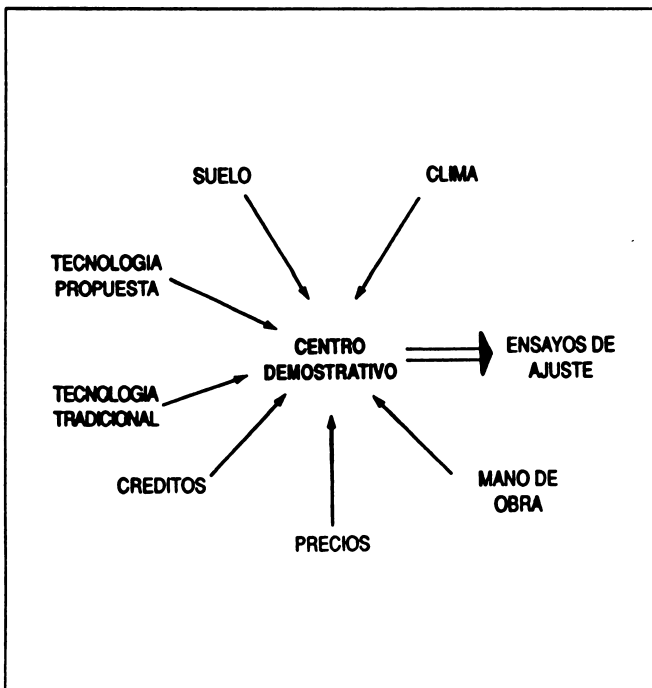 SUELO
CLIMA
TECNOLOGIA
PROPUESTA
CENTRO
DEMOSTRATIVO
ENSAYOS DE
AJUSTE
TECNOLOGIA
TRADICIONAL
CREDITOS
MANO DE
OBRA
PRECIOS